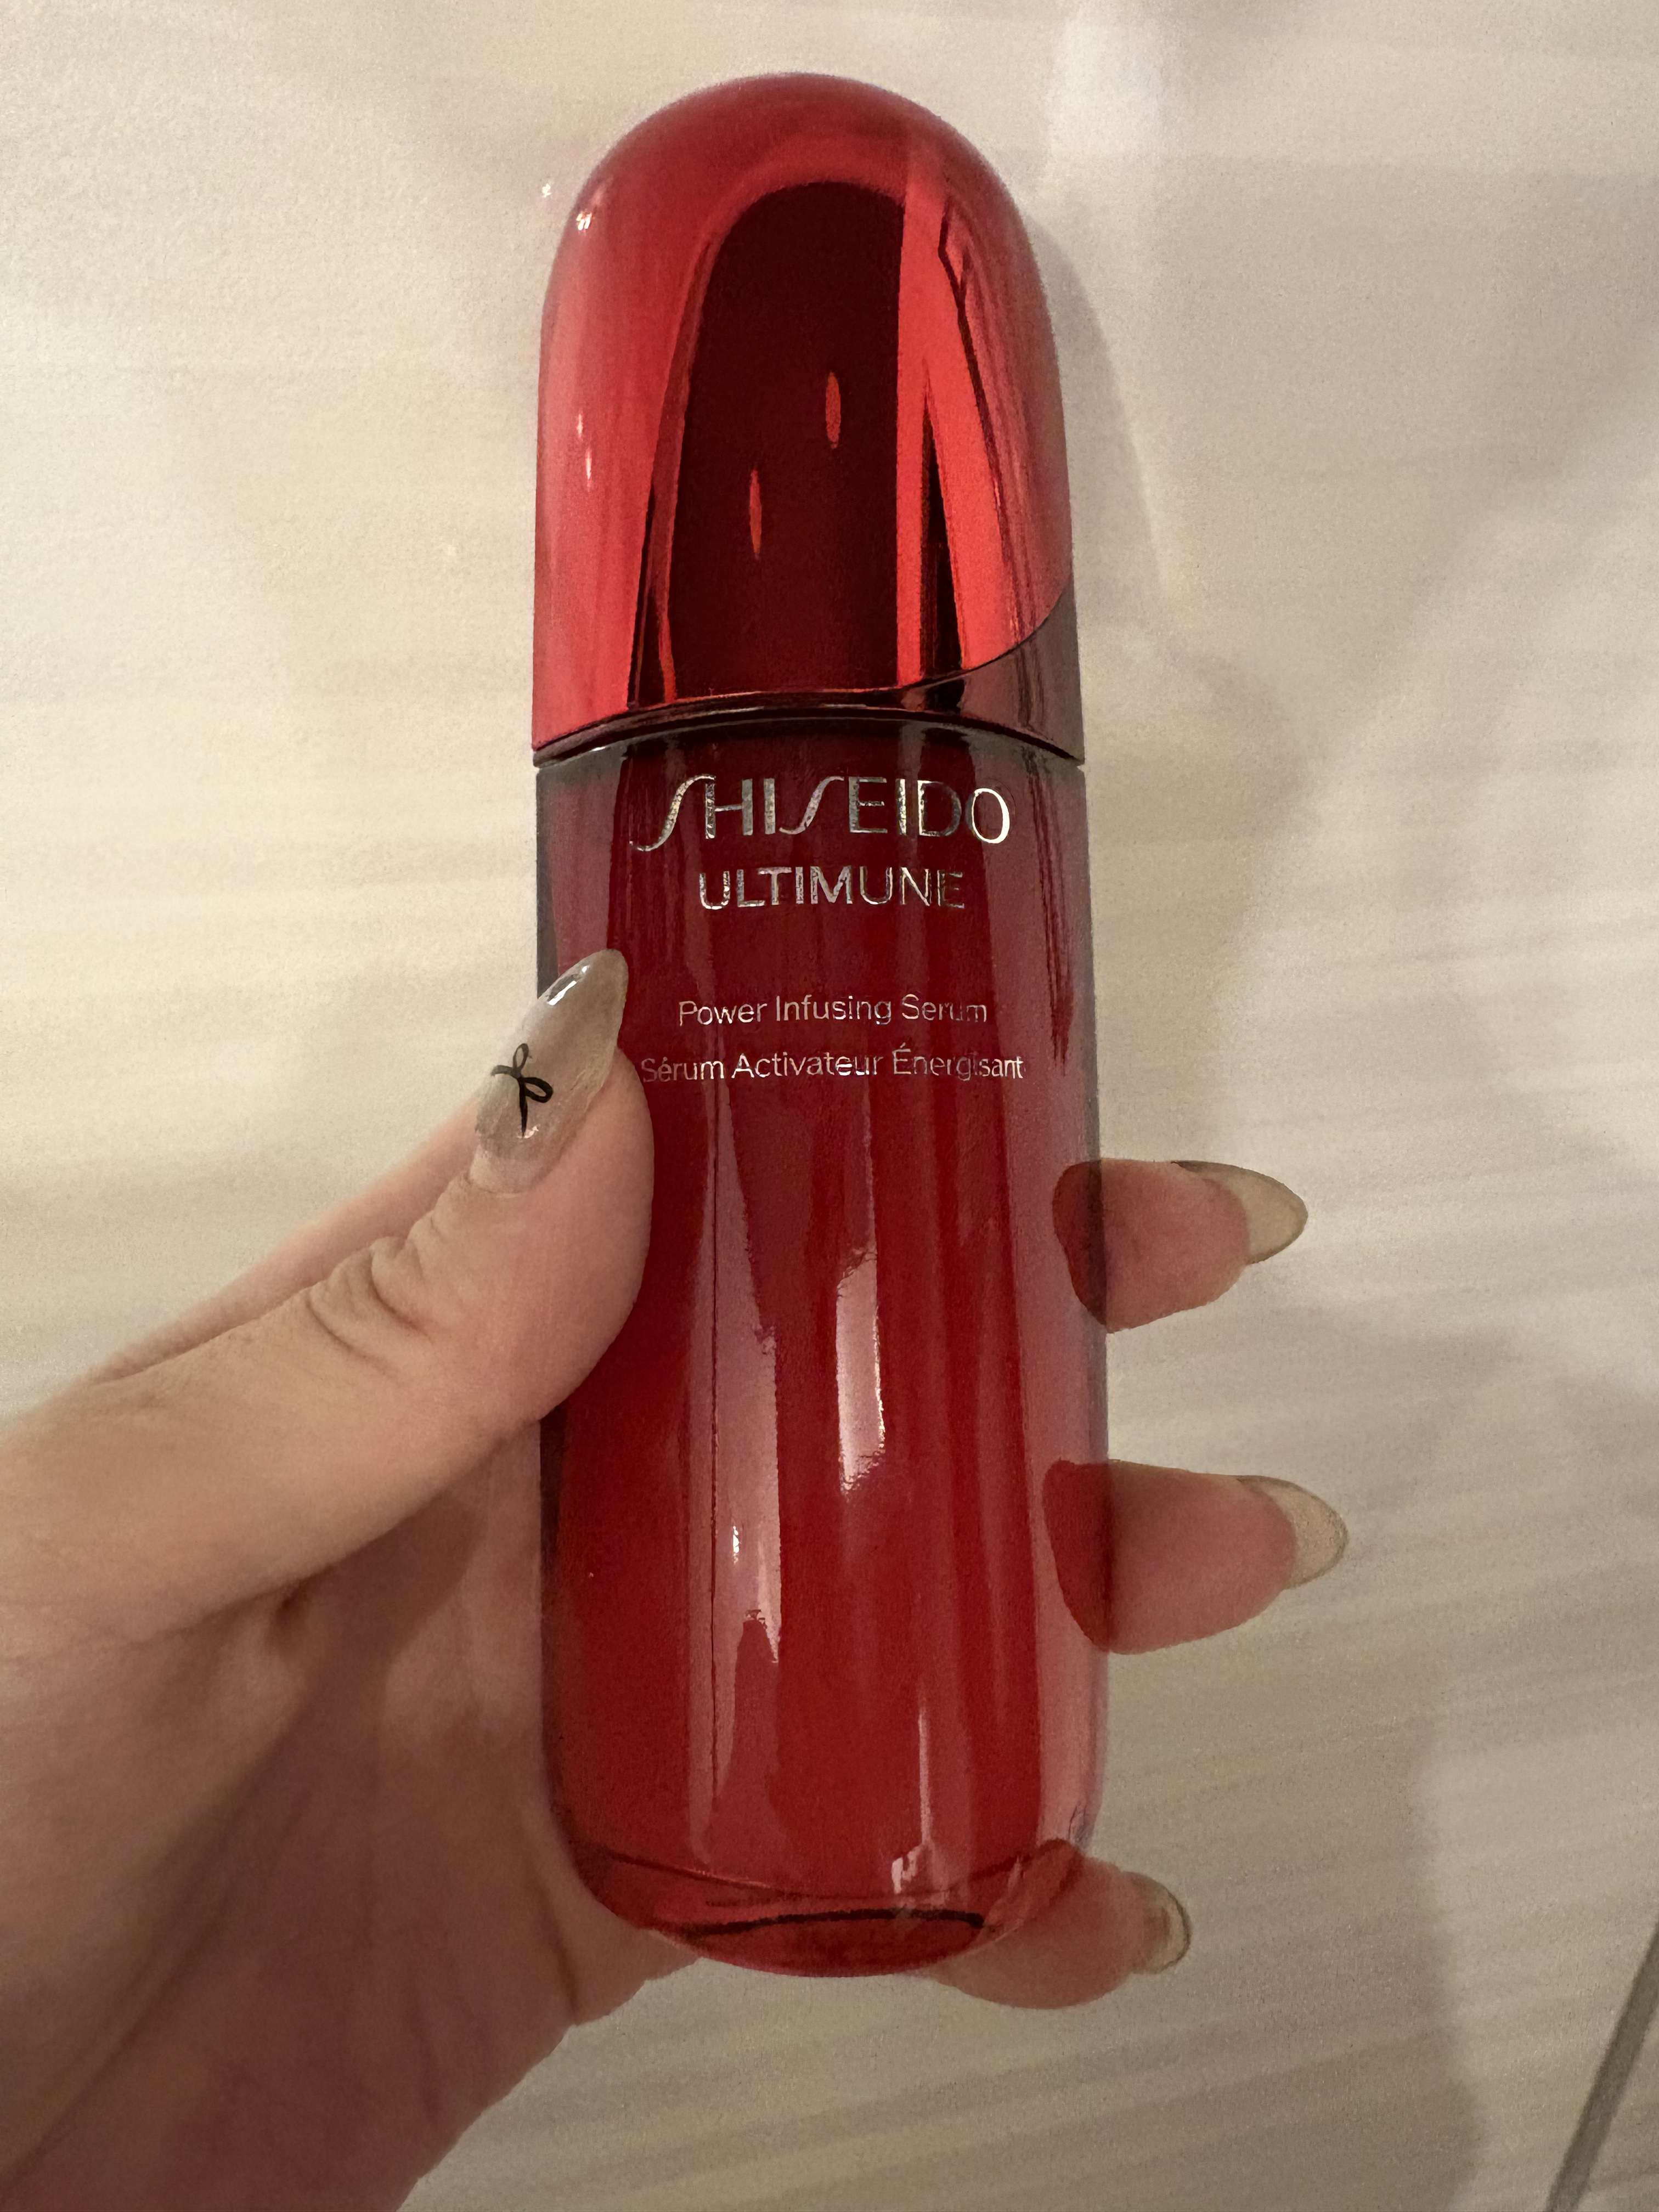 SHISEIDO
ULTIMUNE
Power Infusing Serum
Sérum Activateur Énergisant